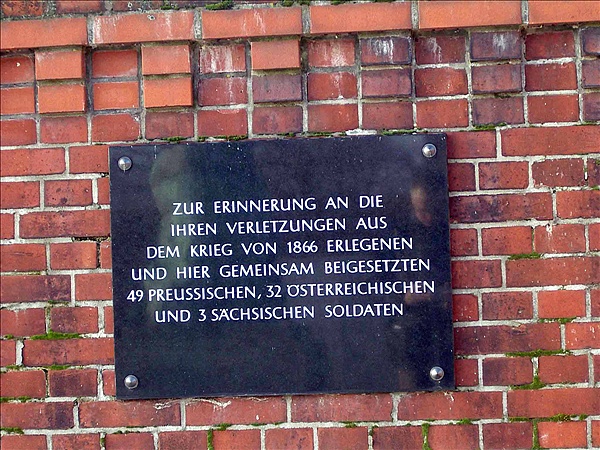 ZUR ERINNERUNG AN DIE
IHREN VERLETZUNGEN AUS
DEM KRIEG VON 1866 ERLEGENEN
UND HIER GEMEINSAM BEIGESETZTEN
49 PREUSSISCHEN, 32 ÖSTERREICHISCHEN
UND 3 SÄCHSISCHEN SOLDATEN